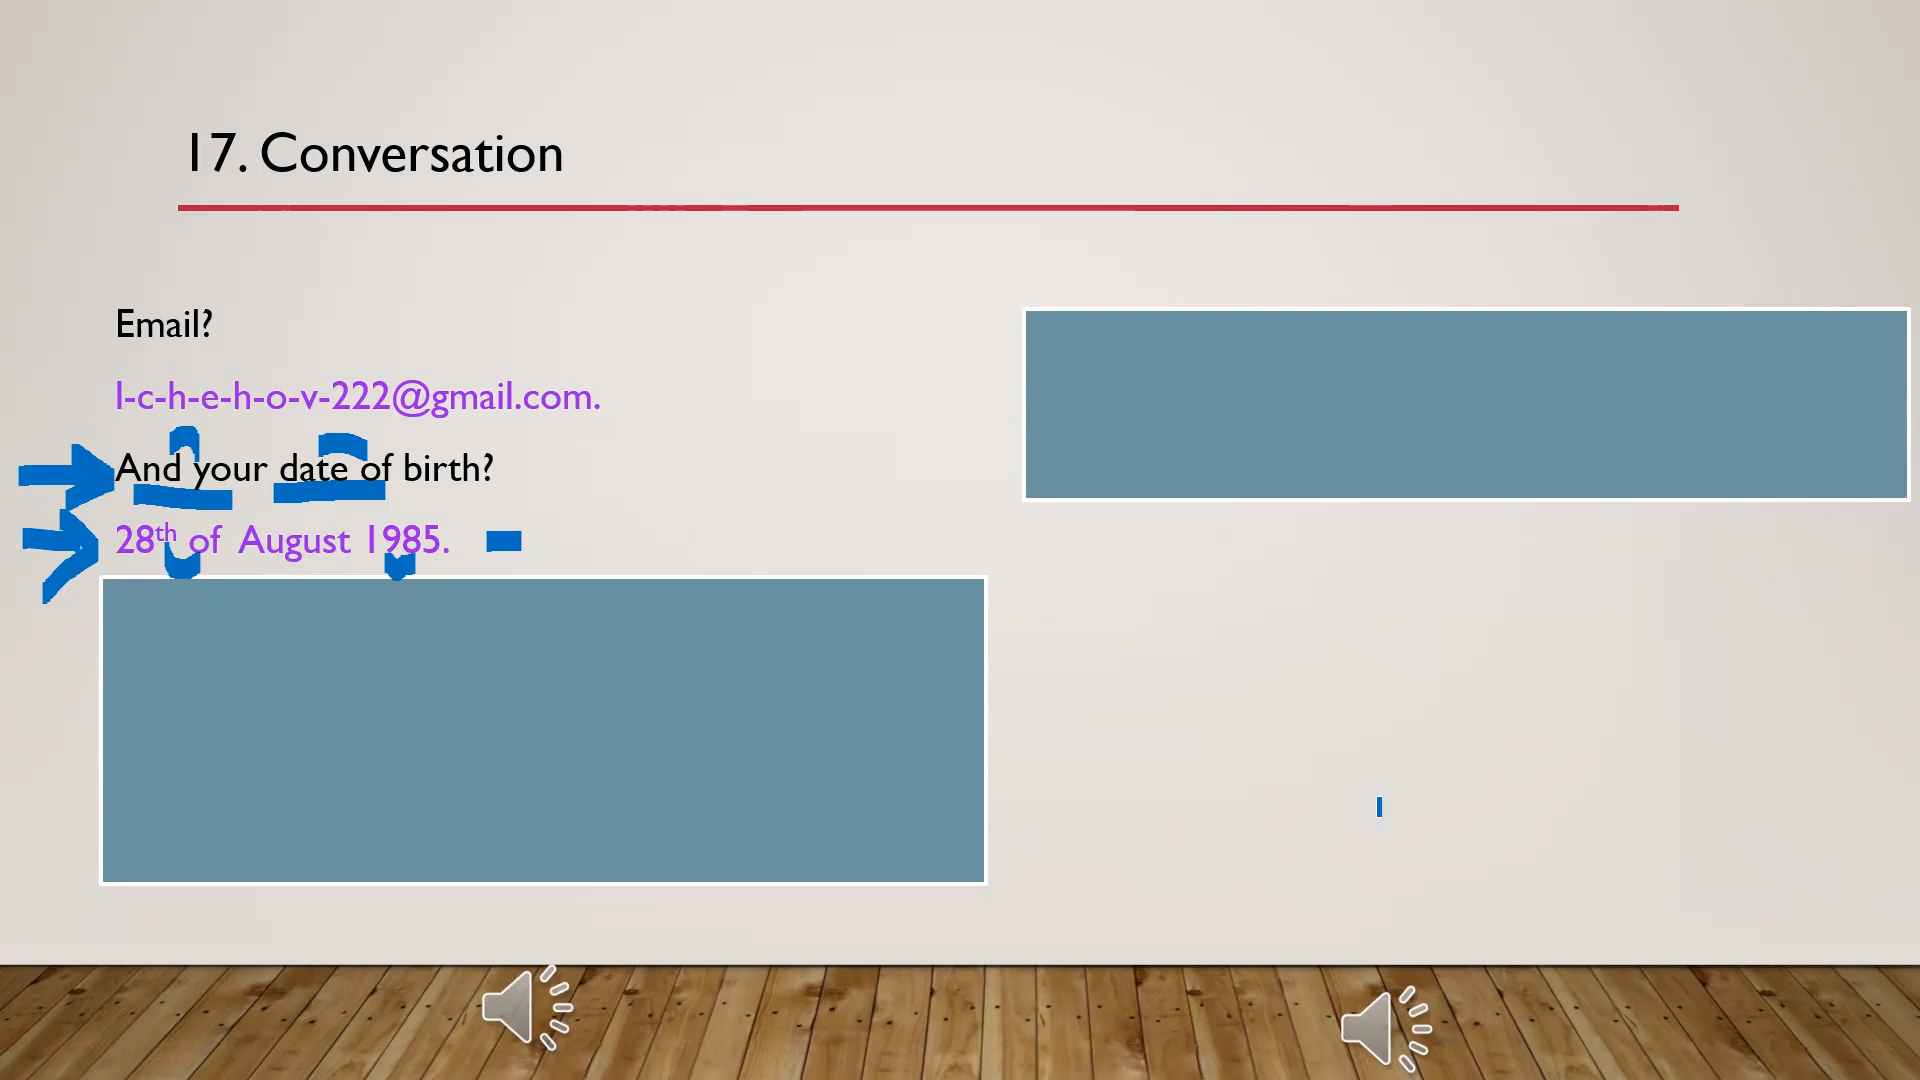 17. Conversation
Email?
l-c-h-e-h-o-v-222@gmail.com.
And your date of birth?
28th of August 1985.